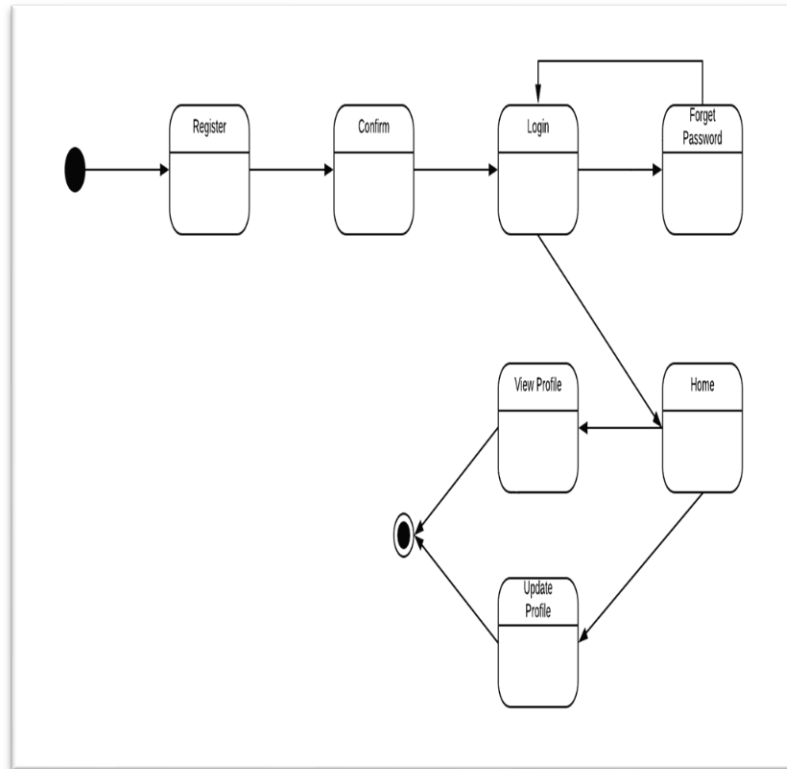 Register
Confirm
Login
Forget
Password
View Profile
Home
Update
Profile